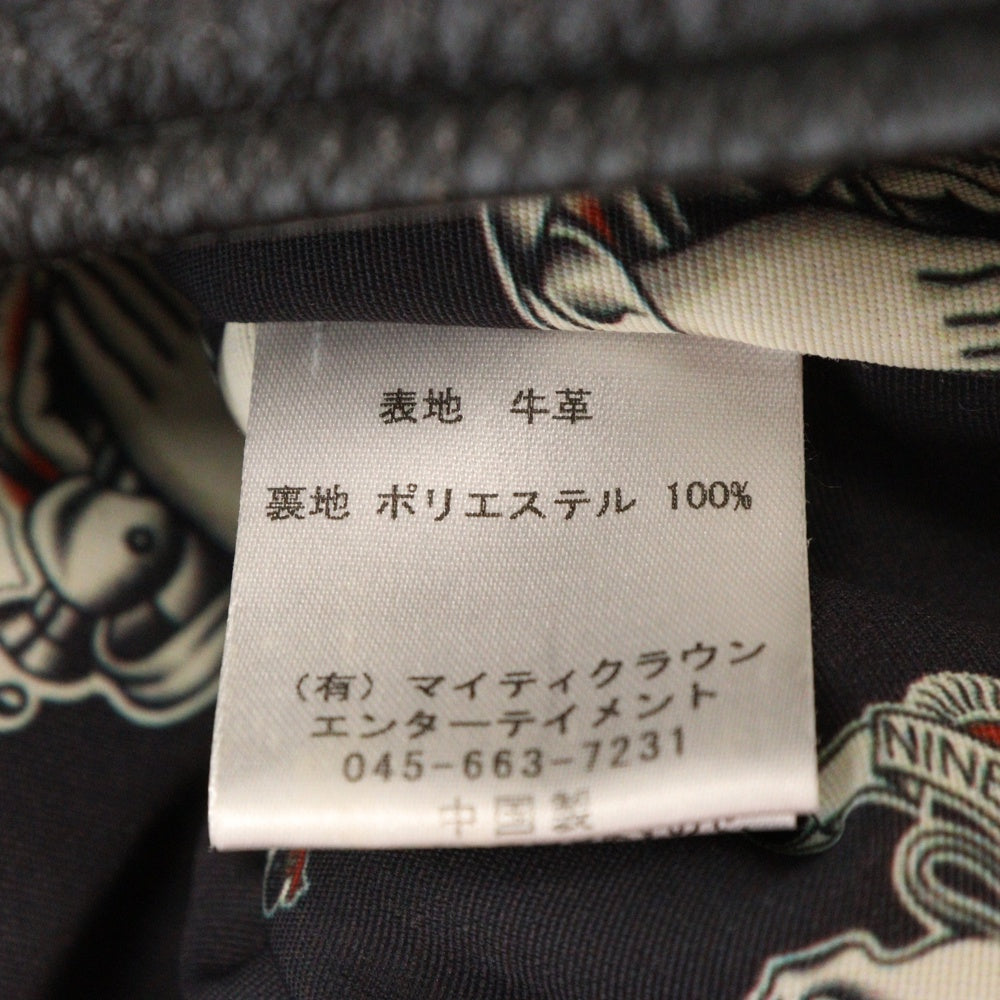 表地 牛革
裏地 ポリエステル 100%
（有）マイティクラウン
エンターテイメント
045-663-7231
中国製
NINE